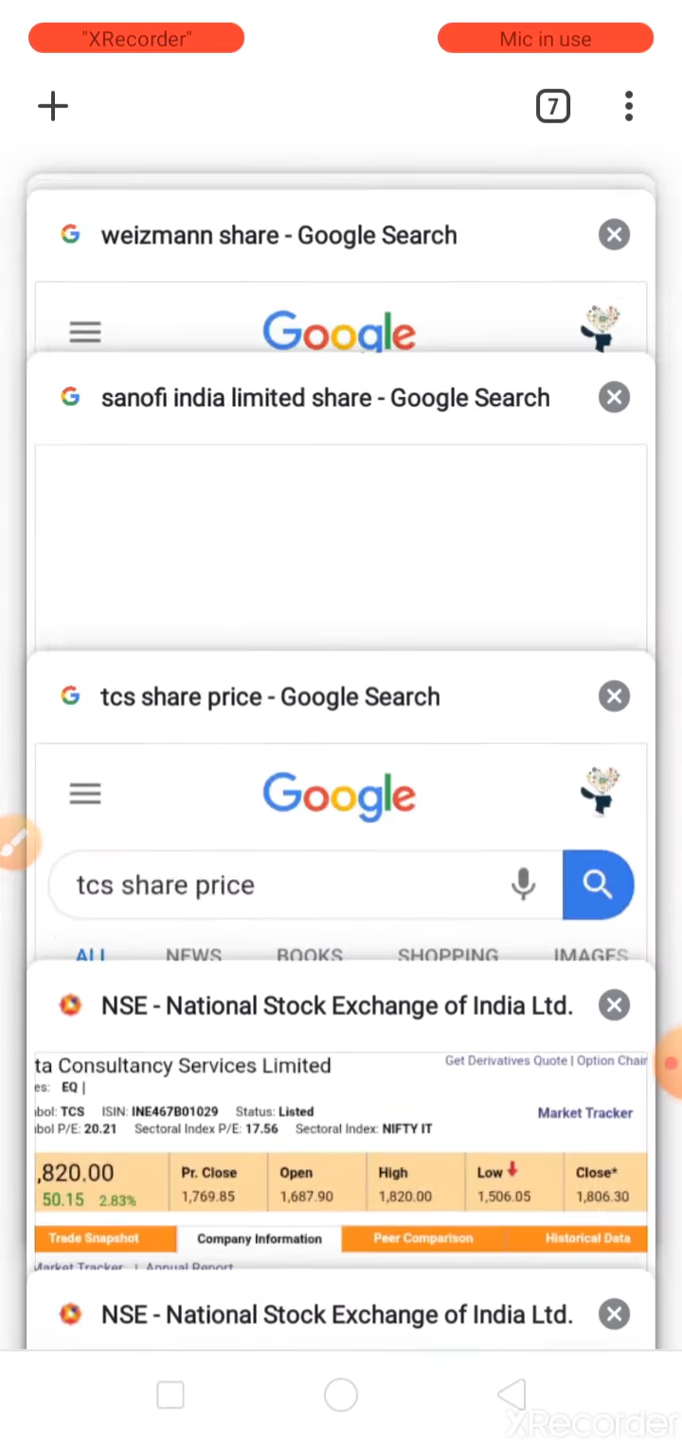 "XRecorder" Mic in use
7
weizmann share - Google Search
Google
sanofi india limited share - Google Search
tcs share price - Google Search
Google
tcs share price
ALL NEWS BOOKS SHOPPING IMAGES
NSE - National Stock Exchange of India Ltd.
ta Consultancy Services Limited Get Derivatives Quote | Option Chain
es: EQ |
bol: TCS ISIN: INE467B01029 Status: Listed Market Tracker
bol P/E: 20.21 Sectoral Index P/E: 17.56 Sectoral Index: NIFTY IT
,820.00 Pr. Close Open High Low Close*
50.15 2.83% 1,769.85 1,687.90 1,820.00 1,506.05 1,806.30
Trade Snapshot Company Information Peer Comparison Historical Data
Market Tracker | Annual Report
NSE - National Stock Exchange of India Ltd.
XRecorder